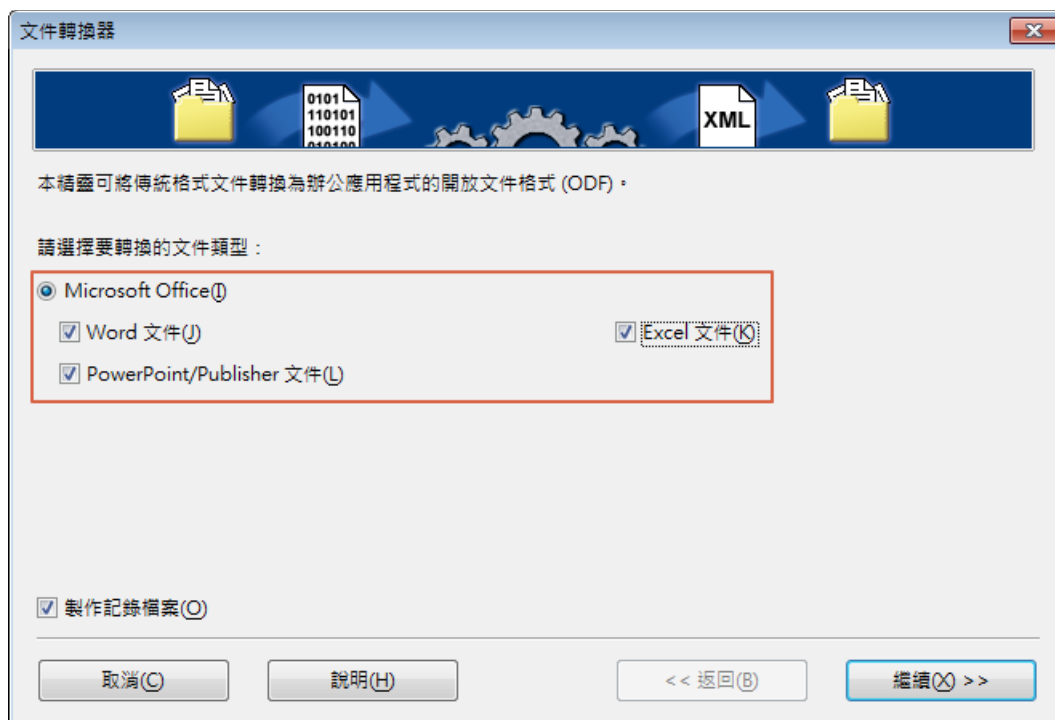 文件轉換器
0101
110101
100110
010100
XML
本精靈可將傳統格式文件轉換為辦公應用程式的開放文件格式 (ODF)。
請選擇要轉換的文件類型：
Microsoft Office(I)
Word 文件(J)
Excel 文件(K)
PowerPoint/Publisher 文件(L)
製作記錄檔案(O)
取消(C)
說明(H)
<< 返回(B)
繼續(X) >>